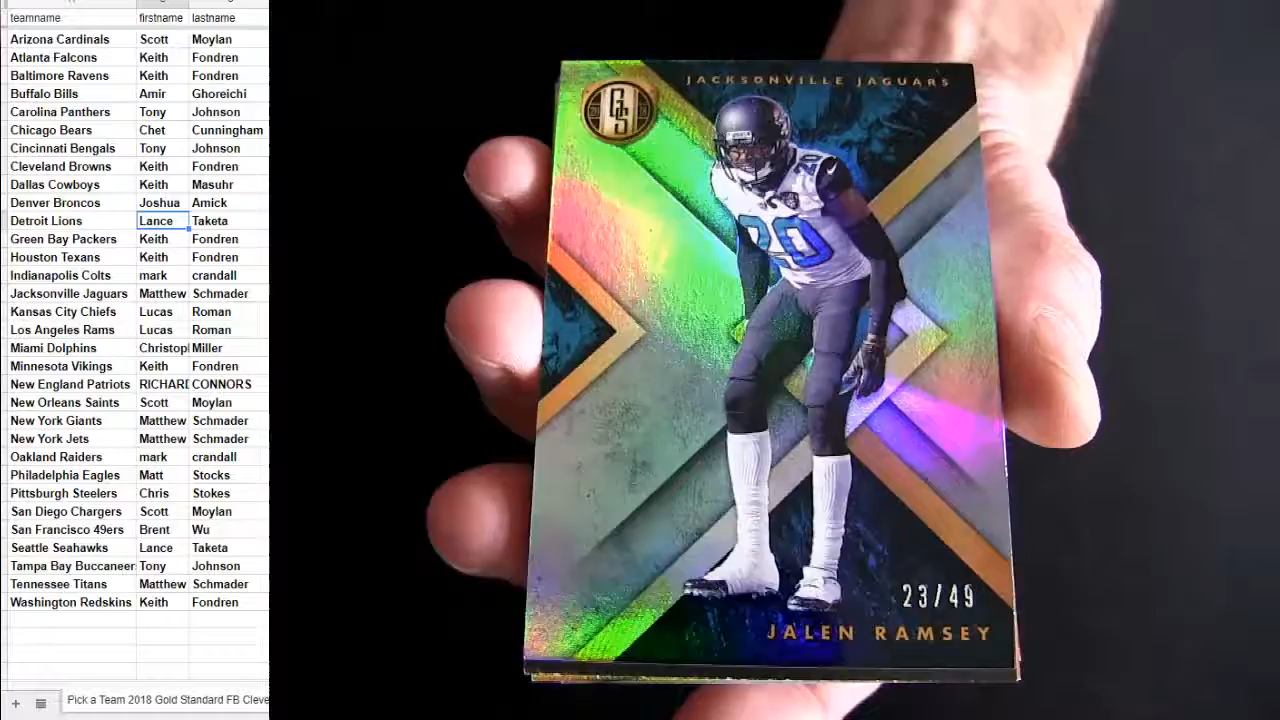 teamname firstname lastname
Arizona Cardinals Scott Moylan
Atlanta Falcons Keith Fondren
Baltimore Ravens Keith Fondren
Buffalo Bills Amir Ghoreichi
Carolina Panthers Tony Johnson
Chicago Bears Chet Cunningham
Cincinnati Bengals Tony Johnson
Cleveland Browns Keith Fondren
Dallas Cowboys Keith Masuhr
Denver Broncos Joshua Amick
Detroit Lions Lance Taketa
Green Bay Packers Keith Fondren
Houston Texans Keith Fondren
Indianapolis Colts mark crandall
Jacksonville Jaguars Matthew Schmader
Kansas City Chiefs Lucas Roman
Los Angeles Rams Lucas Roman
Miami Dolphins Christop Miller
Minnesota Vikings Keith Fondren
New England Patriots RICHARD CONNORS
New Orleans Saints Scott Moylan
New York Giants Matthew Schmader
New York Jets Matthew Schmader
Oakland Raiders mark crandall
Philadelphia Eagles Matt Stocks
Pittsburgh Steelers Chris Stokes
San Diego Chargers Scott Moylan
San Francisco 49ers Brent Wu
Seattle Seahawks Lance Taketa
Tampa Bay Buccaneer Tony Johnson
Tennessee Titans Matthew Schmader
Washington Redskins Keith Fondren
Pick a Team 2018 Gold Standard FB Cleve
JACKSONVILLE JAGUARS
GS
20
20
23/49
JALEN RAMSEY